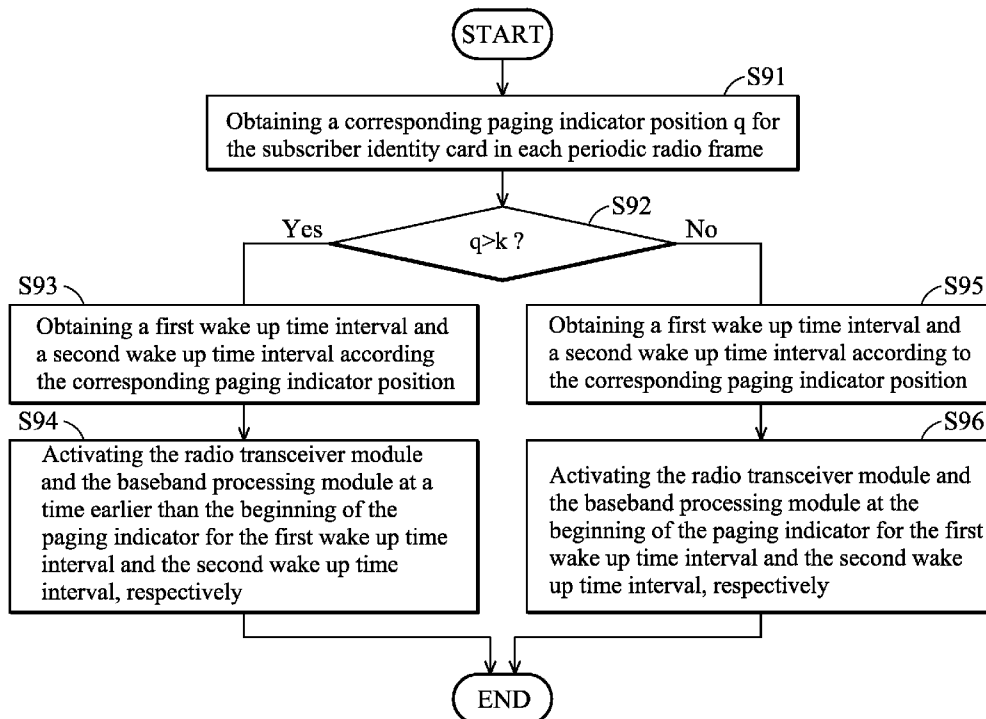 START
S91
Obtaining a corresponding paging indicator position q for
the subscriber identity card in each periodic radio frame
S92
Yes
q>k ?
No
S93
Obtaining a first wake up time interval and
a second wake up time interval according
the corresponding paging indicator position
S95
Obtaining a first wake up time interval and
a second wake up time interval according to
the corresponding paging indicator position
S94
Activating the radio transceiver module
and the baseband processing module at a
time earlier than the beginning of the
paging indicator for the first wake up time
interval and the second wake up time
interval, respectively
S96
Activating the radio transceiver module and
the baseband processing module at the
beginning of the paging indicator for the first
wake up time interval and the second wake
up time interval, respectively
END